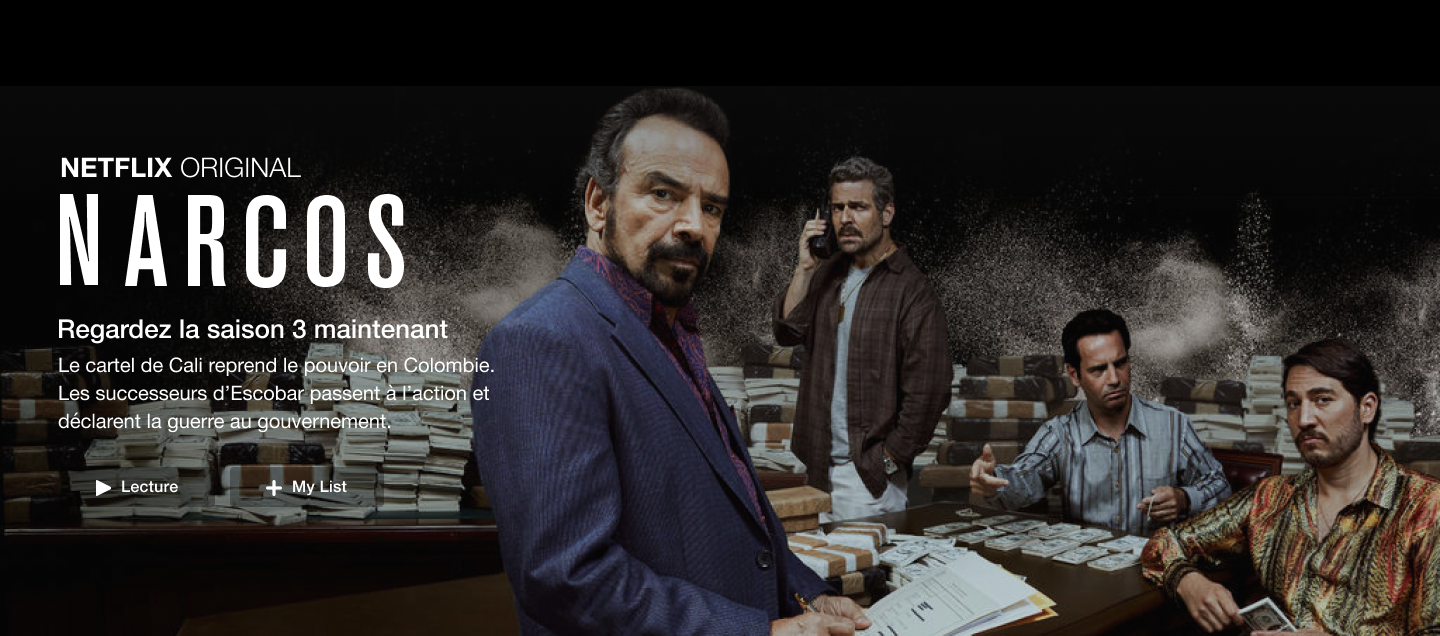 NETFLIX ORIGINAL
NARCOS
Regardez la saison 3 maintenant
Le cartel de Cali reprend le pouvoir en Colombie.
Les successeurs d’Escobar passent à l’action et
déclarent la guerre au gouvernement.
Lecture
My List